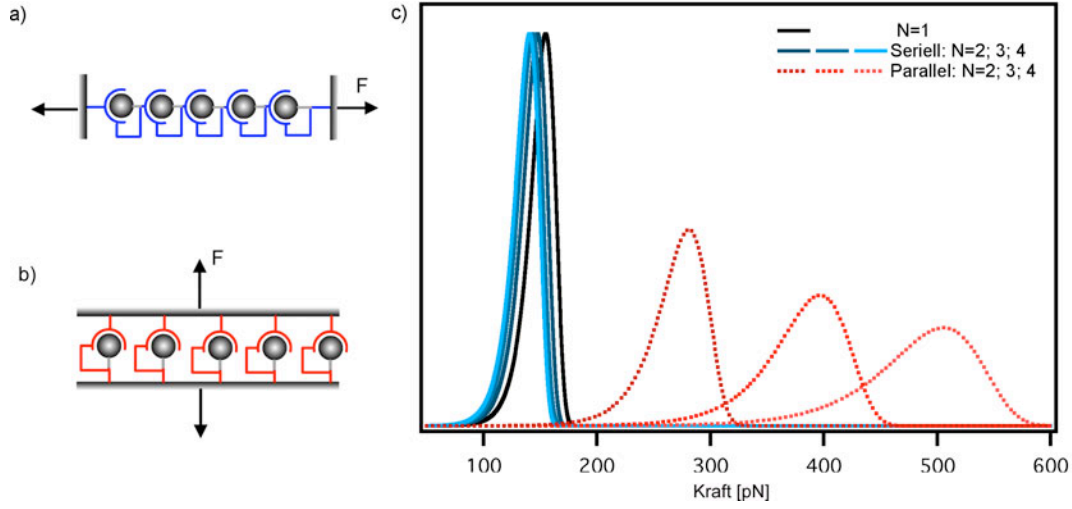 a)
F
b)
F
c)
N=1
Seriell: N=2; 3; 4
Parallel: N=2; 3; 4
100 200 300 400 500 600
Kraft [pN]